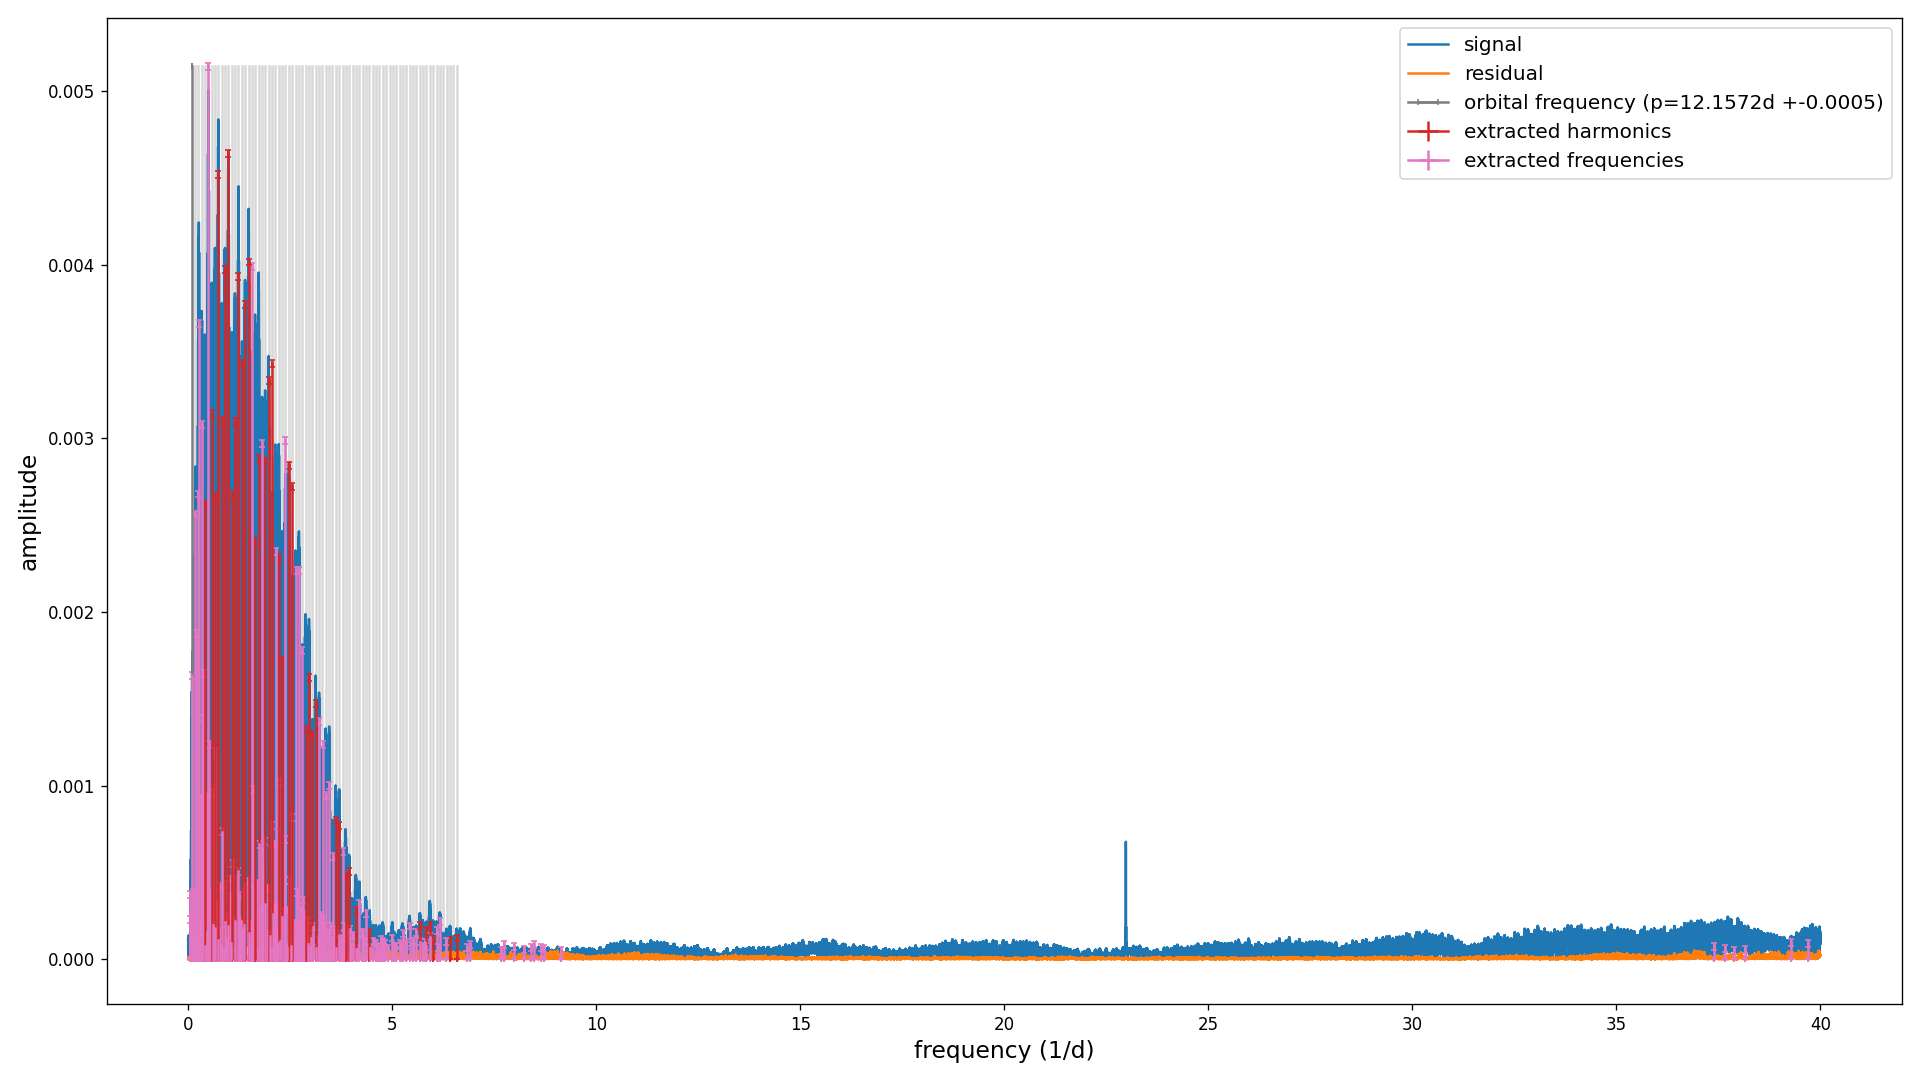 signal
residual
orbital frequency (p=12.1572d +-0.0005)
extracted harmonics
extracted frequencies
0.005
0.004
0.003
0.002
0.001
0.000
amplitude
0 5 10 15 20 25 30 35 40
frequency (1/d)